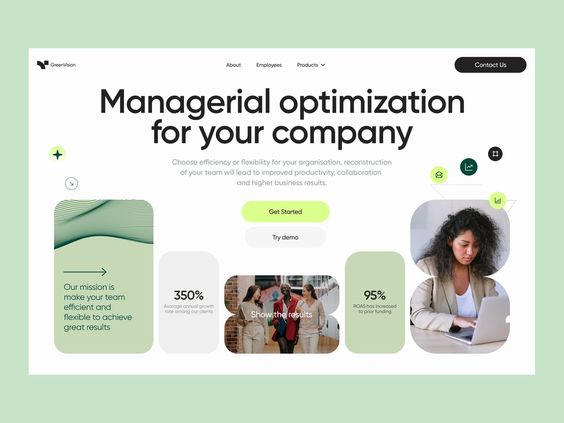 GreenVision
About
Employees
Products
Contact Us
Managerial optimization
for your company
Choose efficiency or flexibility for your organisation, reconstruction
of your team will lead to improved productivity, collaboration
and higher business results.
Get Started
Try demo
Our mission is
make your team
efficient and
flexible to achieve
great results
350%
Avarage annual growth
rate among our clients
Show the results
95%
ROAS has increased
to prior funding